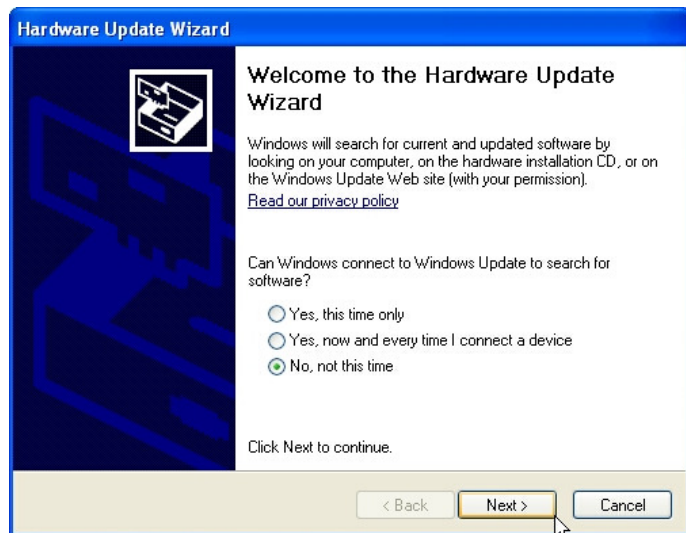 Hardware Update Wizard
Welcome to the Hardware Update
Wizard
Windows will search for current and updated software by
looking on your computer, on the hardware installation CD, or on
the Windows Update Web site (with your permission).
Read our privacy policy
Can Windows connect to Windows Update to search for
software?
Yes, this time only
Yes, now and every time I connect a device
No, not this time
Click Next to continue.
< Back Next > Cancel